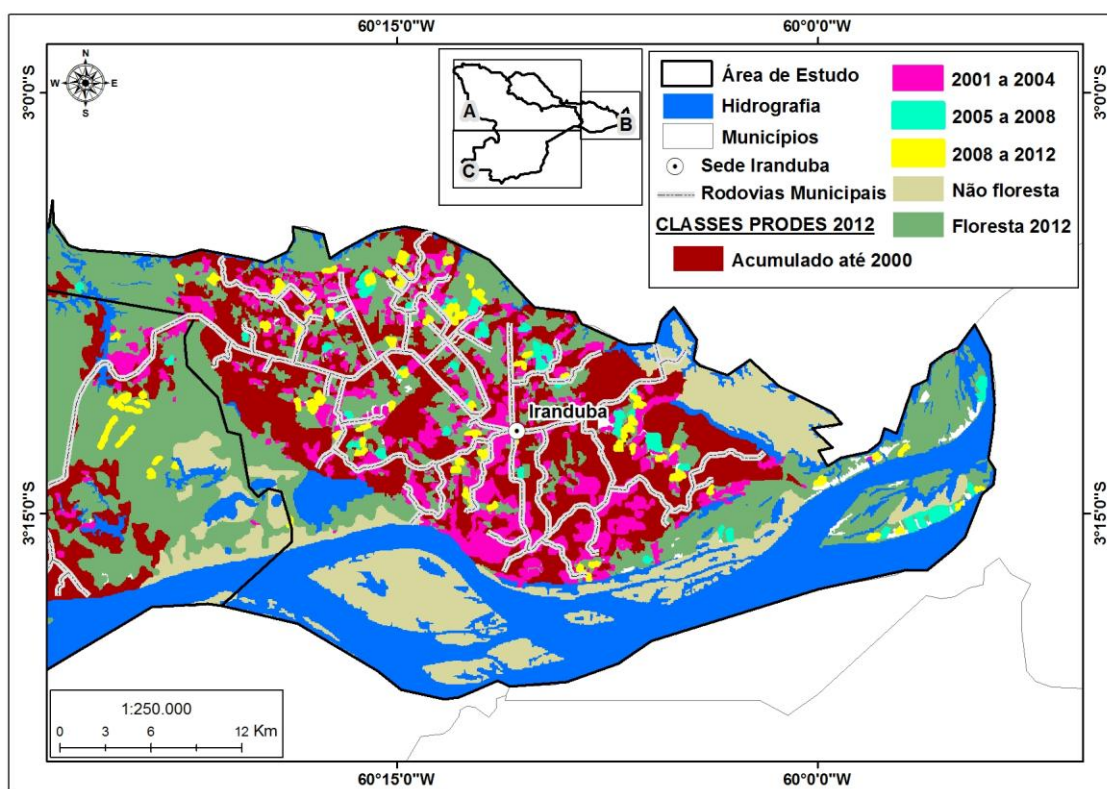 60°15'0"W
60°0'0"W
3°0'0"S
3°0'0"S
N
W
E
S
A
B
C
Área de Estudo
Hidrografia
Municípios
Sede Iranduba
Rodovias Municipais
CLASSES PRODES 2012
Acumulado até 2000
2001 a 2004
2005 a 2008
2008 a 2012
Não floresta
Floresta 2012
Iranduba
3°15'0"S
3°15'0"S
1:250.000
0 3 6 12 Km
60°15'0"W
60°0'0"W